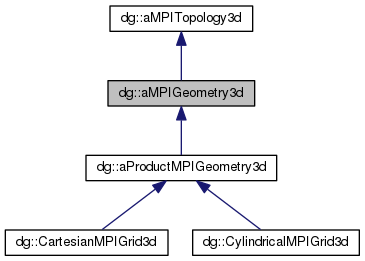 dg::aMPITopology3d
dg::aMPIGeometry3d
dg::aProductMPIGeometry3d
dg::CartesianMPIGrid3d
dg::CylindricalMPIGrid3d